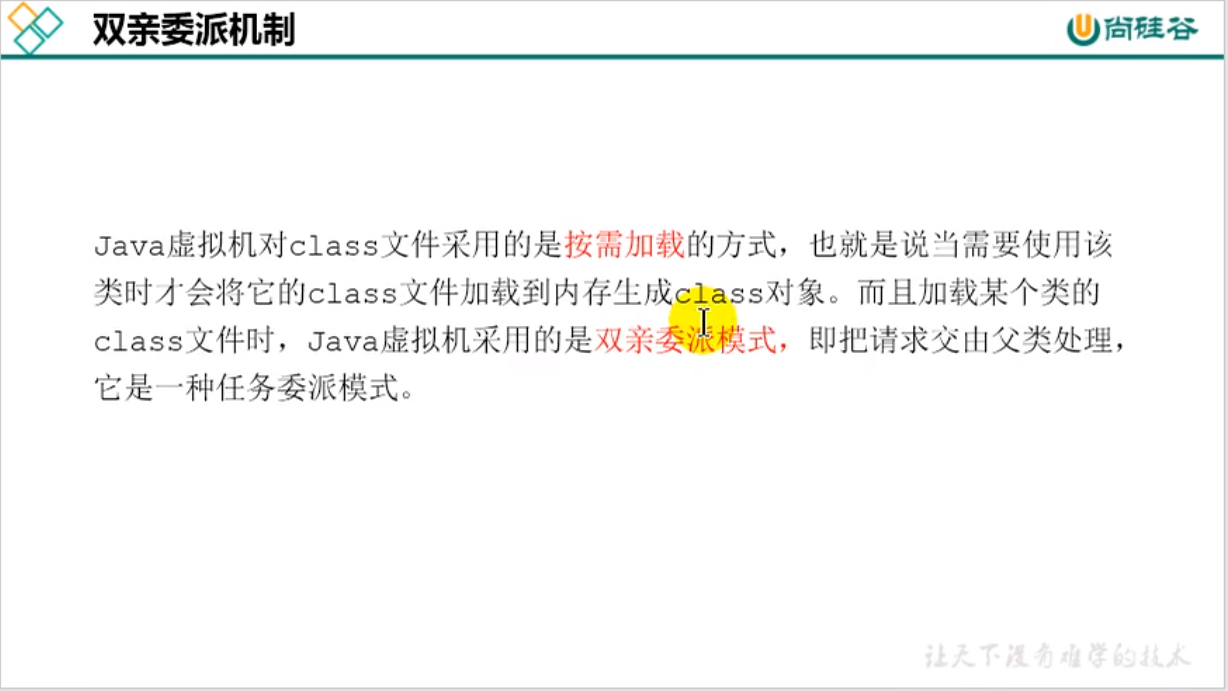 双亲委派机制
尚硅谷
Java虚拟机对class文件采用的是按需加载的方式，也就是说当需要使用该
类时才会将它的class文件加载到内存生成class对象。而且加载某个类的
class文件时，Java虚拟机采用的是双亲委派模式，即把请求交由父类处理，
它是一种任务委派模式。
让天下没有难学的技术